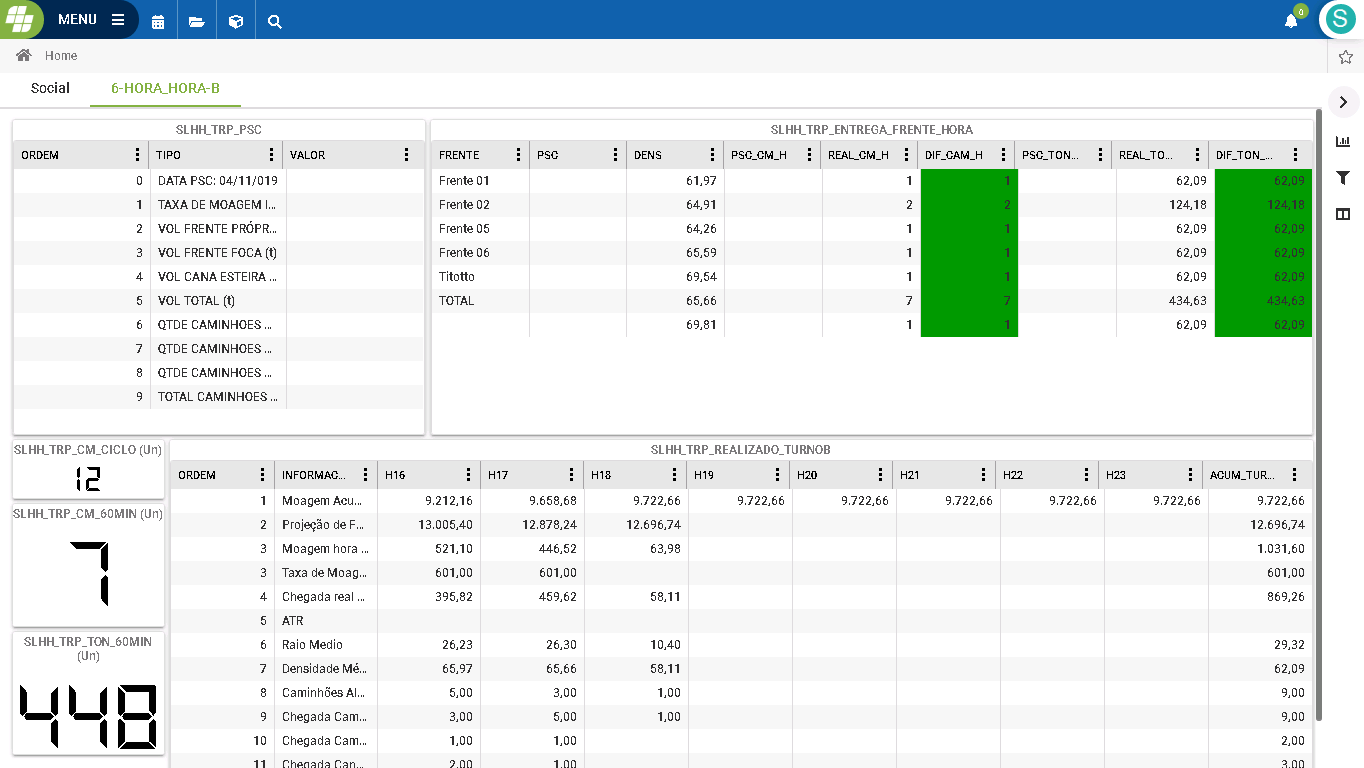 MENU
0
S
Home
Social 6-HORA_HORA-B
SLHH_TRP_PSC
ORDEM TIPO VALOR
0 DATA PSC: 04/11/019
1 TAXA DE MOAGEM I...
2 VOL FRENTE PRÓPR...
3 VOL FRENTE FOCA (t)
4 VOL CANA ESTEIRA ...
5 VOL TOTAL (t)
6 QTDE CAMINHOES ...
7 QTDE CAMINHOES ...
8 QTDE CAMINHOES ...
9 TOTAL CAMINHOES ...
SLHH_TRP_ENTREGA_FRENTE_HORA
FRENTE PSC DENS PSC_CM_H REAL_CM_H DIF_CAM_H PSC_TON... REAL_TO... DIF_TON_...
Frente 01 61,97 1 1 62,09 62,09
Frente 02 64,91 2 2 124,18 124,18
Frente 05 64,26 1 1 62,09 62,09
Frente 06 65,59 1 1 62,09 62,09
Titotto 69,54 1 1 62,09 62,09
TOTAL 65,66 7 7 434,63 434,63
69,81 1 1 62,09 62,09
SLHH_TRP_CM_CICLO (Un)
12
SLHH_TRP_CM_60MIN (Un)
7
SLHH_TRP_TON_60MIN
(Un)
448
SLHH_TRP_REALIZADO_TURNOB
ORDEM INFORMAC... H16 H17 H18 H19 H20 H21 H22 H23 ACUM_TUR...
1 Moagem Acu... 9.212,16 9.658,68 9.722,66 9.722,66 9.722,66 9.722,66 9.722,66 9.722,66 9.722,66
2 Projeção de F... 13.005,40 12.878,24 12.696,74 12.696,74
3 Moagem hora ... 521,10 446,52 63,98 1.031,60
3 Taxa de Moag... 601,00 601,00 601,00
4 Chegada real ... 395,82 459,62 58,11 869,26
5 ATR
6 Raio Medio 26,23 26,30 10,40 29,32
7 Densidade Mé... 65,97 65,66 58,11 62,09
8 Caminhões Al... 5,00 3,00 1,00 9,00
9 Chegada Cam... 3,00 5,00 1,00 9,00
10 Chegada Cam... 1,00 1,00 2,00
11 Chegada Can... 2,00 1,00 3,00